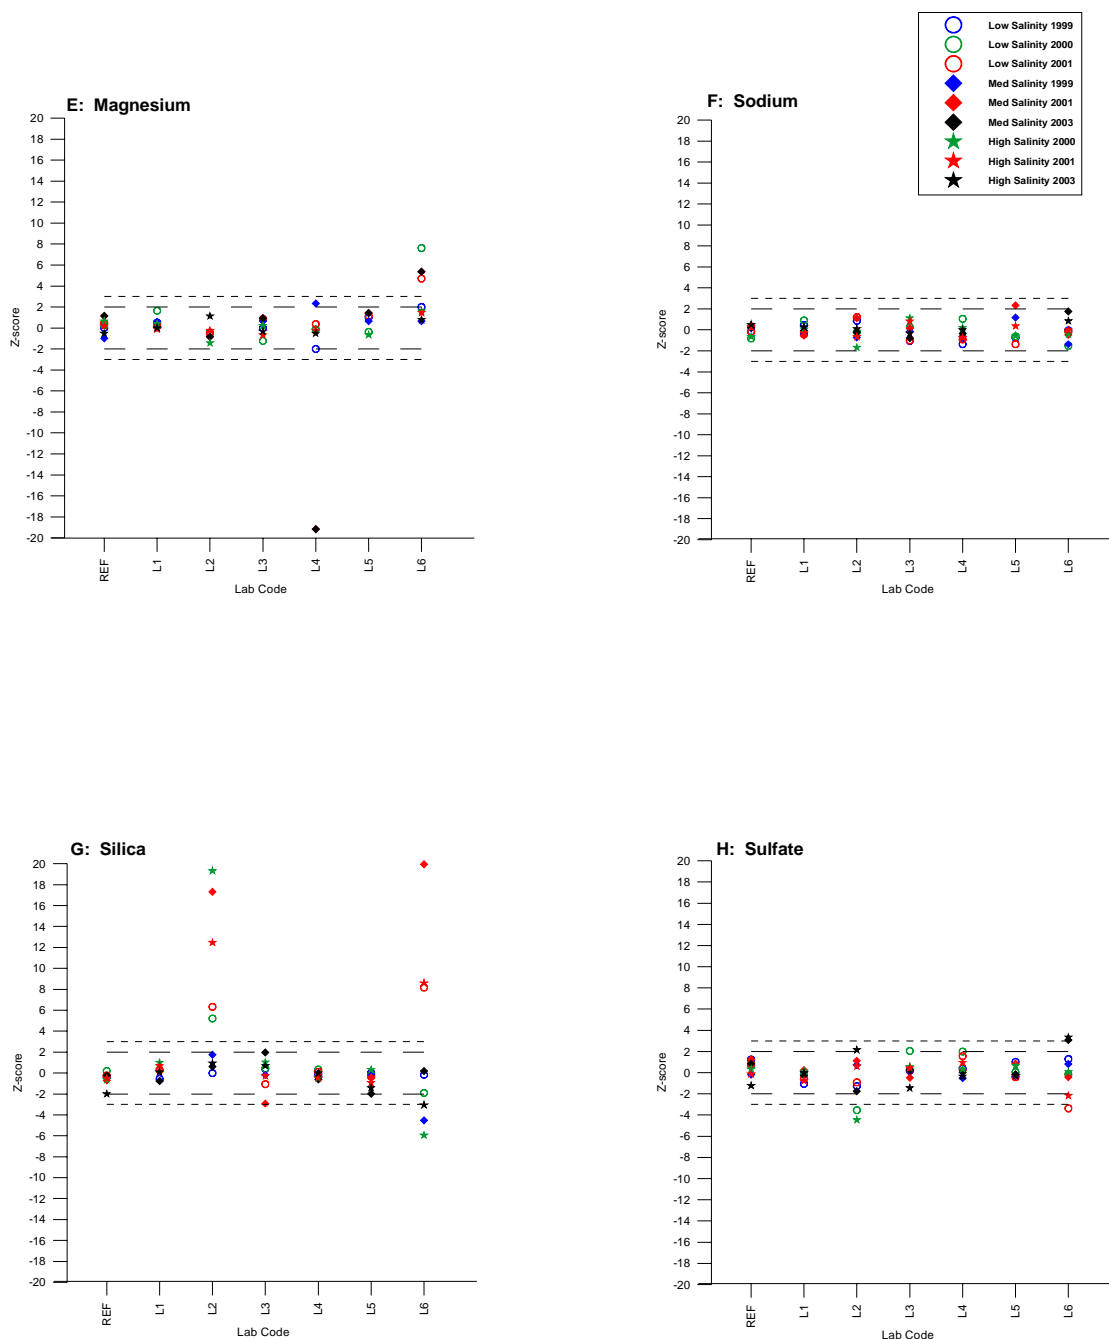 Low Salinity 1999
Low Salinity 2000
Low Salinity 2001
Med Salinity 1999
Med Salinity 2001
Med Salinity 2003
High Salinity 2000
High Salinity 2001
High Salinity 2003
E: Magnesium
20
18
16
14
12
10
8
6
4
2
0
-2
-4
-6
-8
-10
-12
-14
-16
-18
-20
Z-score
REF
L1
L2
L3
L4
L5
L6
Lab Code
F: Sodium
20
18
16
14
12
10
8
6
4
2
0
-2
-4
-6
-8
-10
-12
-14
-16
-18
-20
Z-score
REF
L1
L2
L3
L4
L5
L6
Lab Code
G: Silica
20
18
16
14
12
10
8
6
4
2
0
-2
-4
-6
-8
-10
-12
-14
-16
-18
-20
Z-score
REF
L1
L2
L3
L4
L5
L6
Lab Code
H: Sulfate
20
18
16
14
12
10
8
6
4
2
0
-2
-4
-6
-8
-10
-12
-14
-16
-18
-20
Z-score
REF
L1
L2
L3
L4
L5
L6
Lab Code